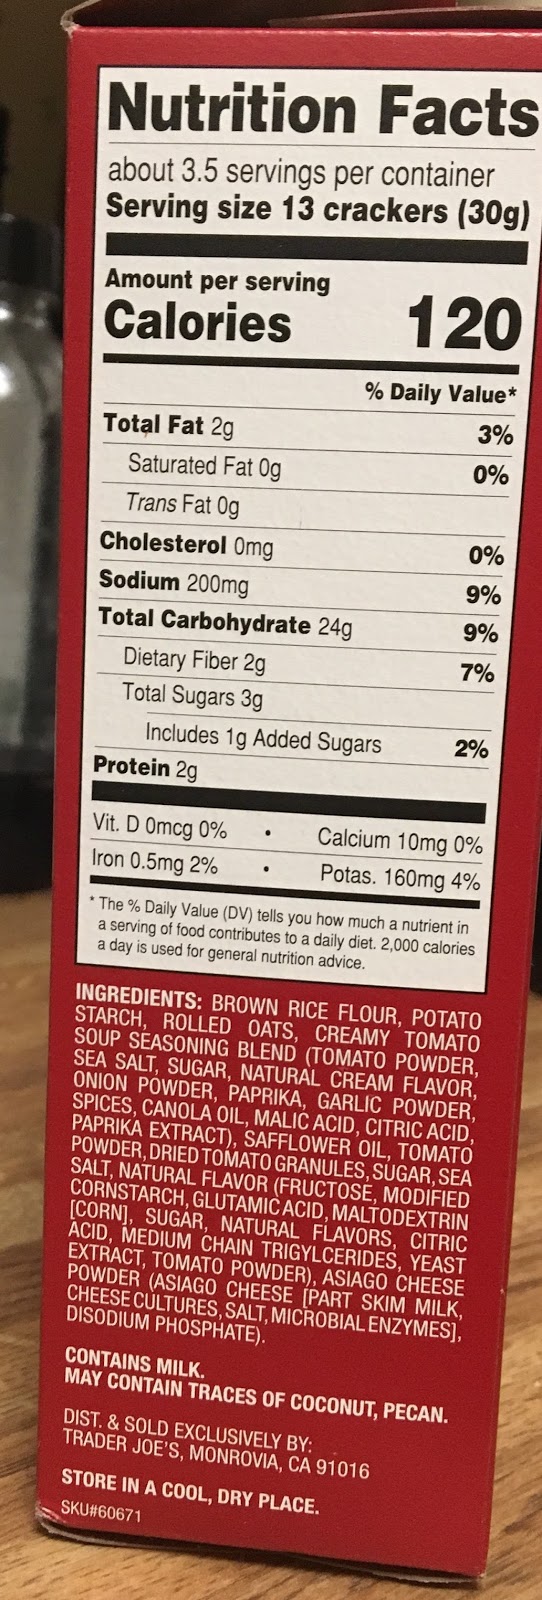 Nutrition Facts
about 3.5 servings per container
Serving size 13 crackers (30g)
Amount per serving
Calories 120
% Daily Value*
Total Fat 2g 3%
Saturated Fat 0g 0%
Trans Fat 0g
Cholesterol 0mg 0%
Sodium 200mg 9%
Total Carbohydrate 24g 9%
Dietary Fiber 2g 7%
Total Sugars 3g
Includes 1g Added Sugars 2%
Protein 2g
Vit. D 0mcg 0% • Calcium 10mg 0%
Iron 0.5mg 2% • Potas. 160mg 4%
* The % Daily Value (DV) tells you how much a nutrient in
a serving of food contributes to a daily diet. 2,000 calories
a day is used for general nutrition advice.
INGREDIENTS: BROWN RICE FLOUR, POTATO
STARCH, ROLLED OATS, CREAMY TOMATO
SOUP SEASONING BLEND (TOMATO POWDER,
SEA SALT, SUGAR, NATURAL CREAM FLAVOR,
ONION POWDER, PAPRIKA, GARLIC POWDER,
SPICES, CANOLA OIL, MALIC ACID, CITRIC ACID,
PAPRIKA EXTRACT), SAFFLOWER OIL, TOMATO
POWDER, DRIED TOMATO GRANULES, SUGAR, SEA
SALT, NATURAL FLAVOR (FRUCTOSE, MODIFIED
CORNSTARCH, GLUTAMIC ACID, MALTODEXTRIN
[CORN], SUGAR, NATURAL FLAVORS, CITRIC
ACID, MEDIUM CHAIN TRIGYLCERIDES, YEAST
EXTRACT, TOMATO POWDER), ASIAGO CHEESE
POWDER (ASIAGO CHEESE [PART SKIM MILK,
CHEESE CULTURES, SALT, MICROBIAL ENZYMES],
DISODIUM PHOSPHATE).
CONTAINS MILK.
MAY CONTAIN TRACES OF COCONUT, PECAN.
DIST. & SOLD EXCLUSIVELY BY:
TRADER JOE'S, MONROVIA, CA 91016
STORE IN A COOL, DRY PLACE.
SKU#60671